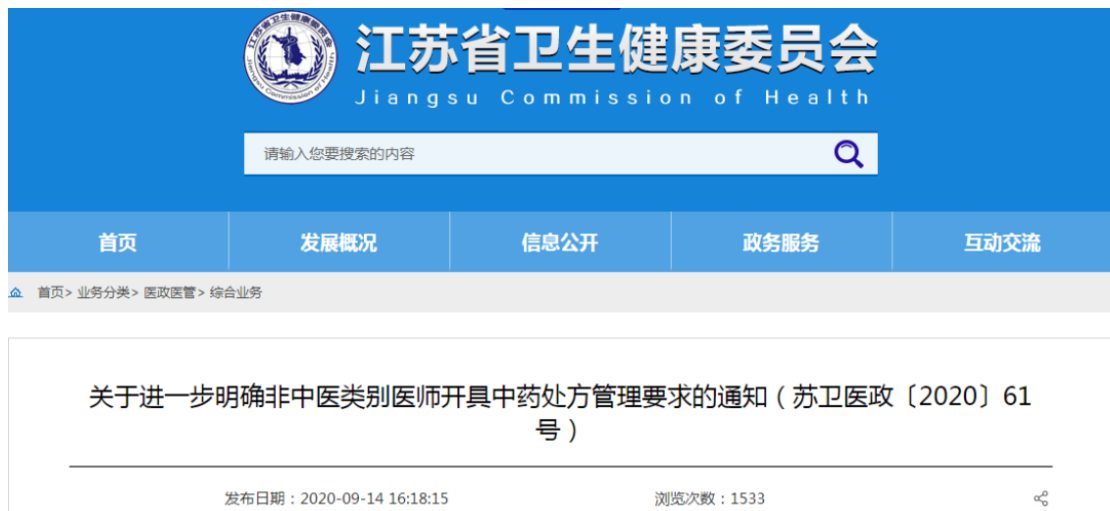 江苏省卫生健康委员会
Jiangsu Commission of Health
请输入您要搜索的内容
首页 发展概况 信息公开 政务服务 互动交流
首页> 业务分类> 医政医管> 综合业务
关于进一步明确非中医类别医师开具中药处方管理要求的通知（苏卫医政〔2020〕61
号）
发布日期：2020-09-14 16:18:15 浏览次数：1533